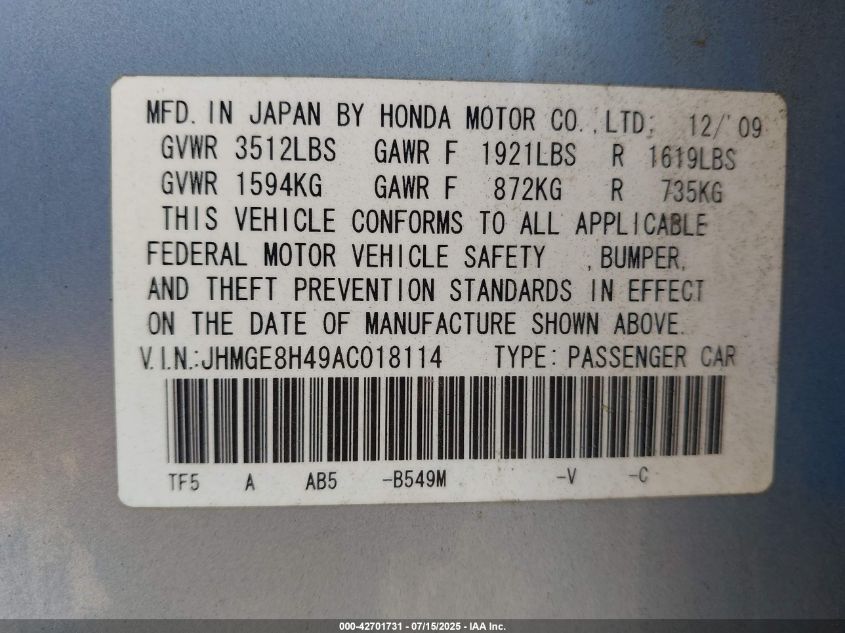 MFD. IN JAPAN BY HONDA MOTOR CO.,LTD. 12/'09
GVWR 3512LBS GAWR F 1921LBS R 1619LBS
GVWR 1594KG GAWR F 872KG R 735KG
THIS VEHICLE CONFORMS TO ALL APPLICABLE
FEDERAL MOTOR VEHICLE SAFETY , BUMPER,
AND THEFT PREVENTION STANDARDS IN EFFECT
ON THE DATE OF MANUFACTURE SHOWN ABOVE.
V.I.N.:JHMGE8H49AC018114 TYPE: PASSENGER CAR
TF5 A AB5 -B549M -V -C
000-42701731 - 07/15/2025 - IAA Inc.